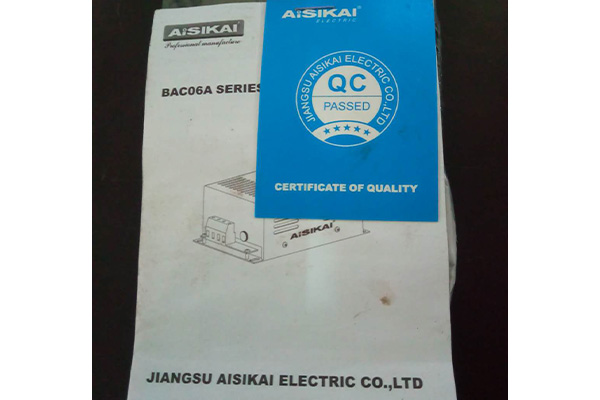 AiSIKAI
Professional manufacture
BAC06A SERIES
AiSIKAI
ELECTRIC
JIANGSU AISIKAI ELECTRIC CO.,LTD
QC
PASSED
CERTIFICATE OF QUALITY
AiSIKAI
JIANGSU AISIKAI ELECTRIC CO.,LTD